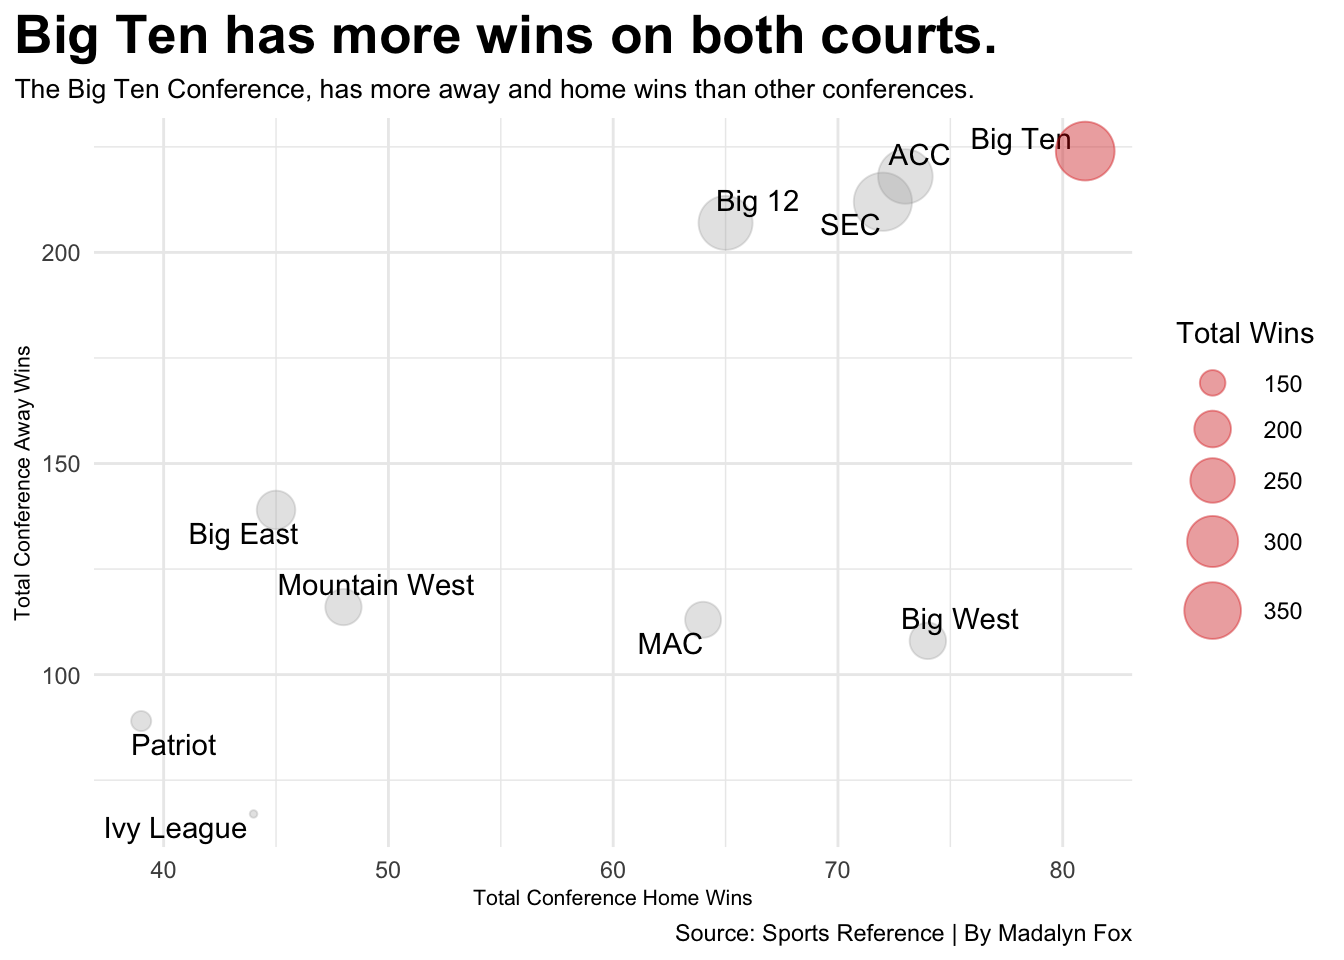 Big Ten has more wins on both courts.
The Big Ten Conference, has more away and home wins than other conferences.
Big Ten
ACC
Big 12
SEC
200
Total Wins
150
200
250
300
350
Total Conference Away Wins
150
Big East
Mountain West
Big West
MAC
100
Patriot
Ivy League
40
50
60
70
80
Total Conference Home Wins
Source: Sports Reference | By Madalyn Fox